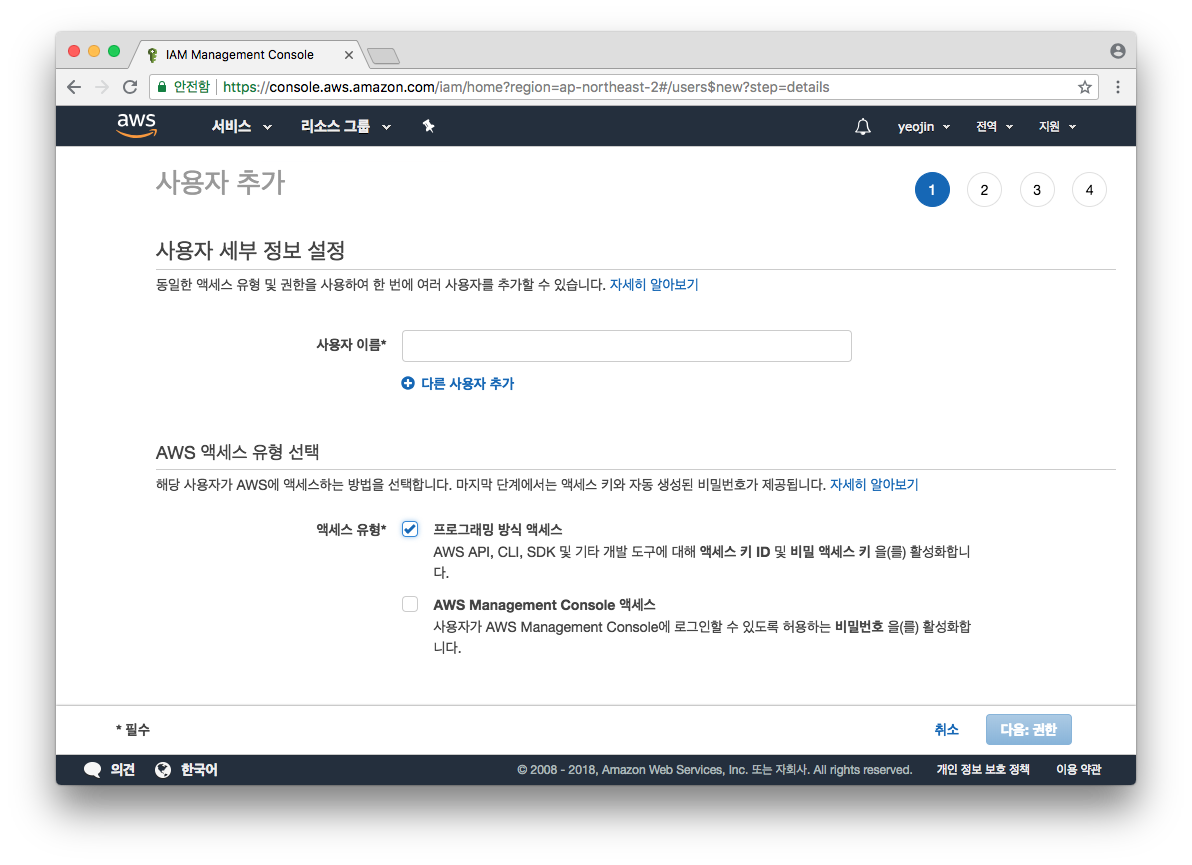 IAM Management Console
안전함 https://console.aws.amazon.com/iam/home?region=ap-northeast-2#/users$new?step=details
aws 서비스 리소스 그룹 yeojin 전역 지원
사용자 추가 1 2 3 4
사용자 세부 정보 설정
동일한 액세스 유형 및 권한을 사용하여 한 번에 여러 사용자를 추가할 수 있습니다. 자세히 알아보기
사용자 이름*
다른 사용자 추가
AWS 액세스 유형 선택
해당 사용자가 AWS에 액세스하는 방법을 선택합니다. 마지막 단계에서는 액세스 키와 자동 생성된 비밀번호가 제공됩니다. 자세히 알아보기
액세스 유형* 프로그래밍 방식 액세스
AWS API, CLI, SDK 및 기타 개발 도구에 대해 액세스 키 ID 및 비밀 액세스 키 을(를) 활성화합니
다.
AWS Management Console 액세스
사용자가 AWS Management Console에 로그인할 수 있도록 허용하는 비밀번호 을(를) 활성화합
니다.
* 필수 취소 다음: 권한
의견 한국어 © 2008 - 2018, Amazon Web Services, Inc. 또는 자회사. All rights reserved. 개인 정보 보호 정책 이용 약관